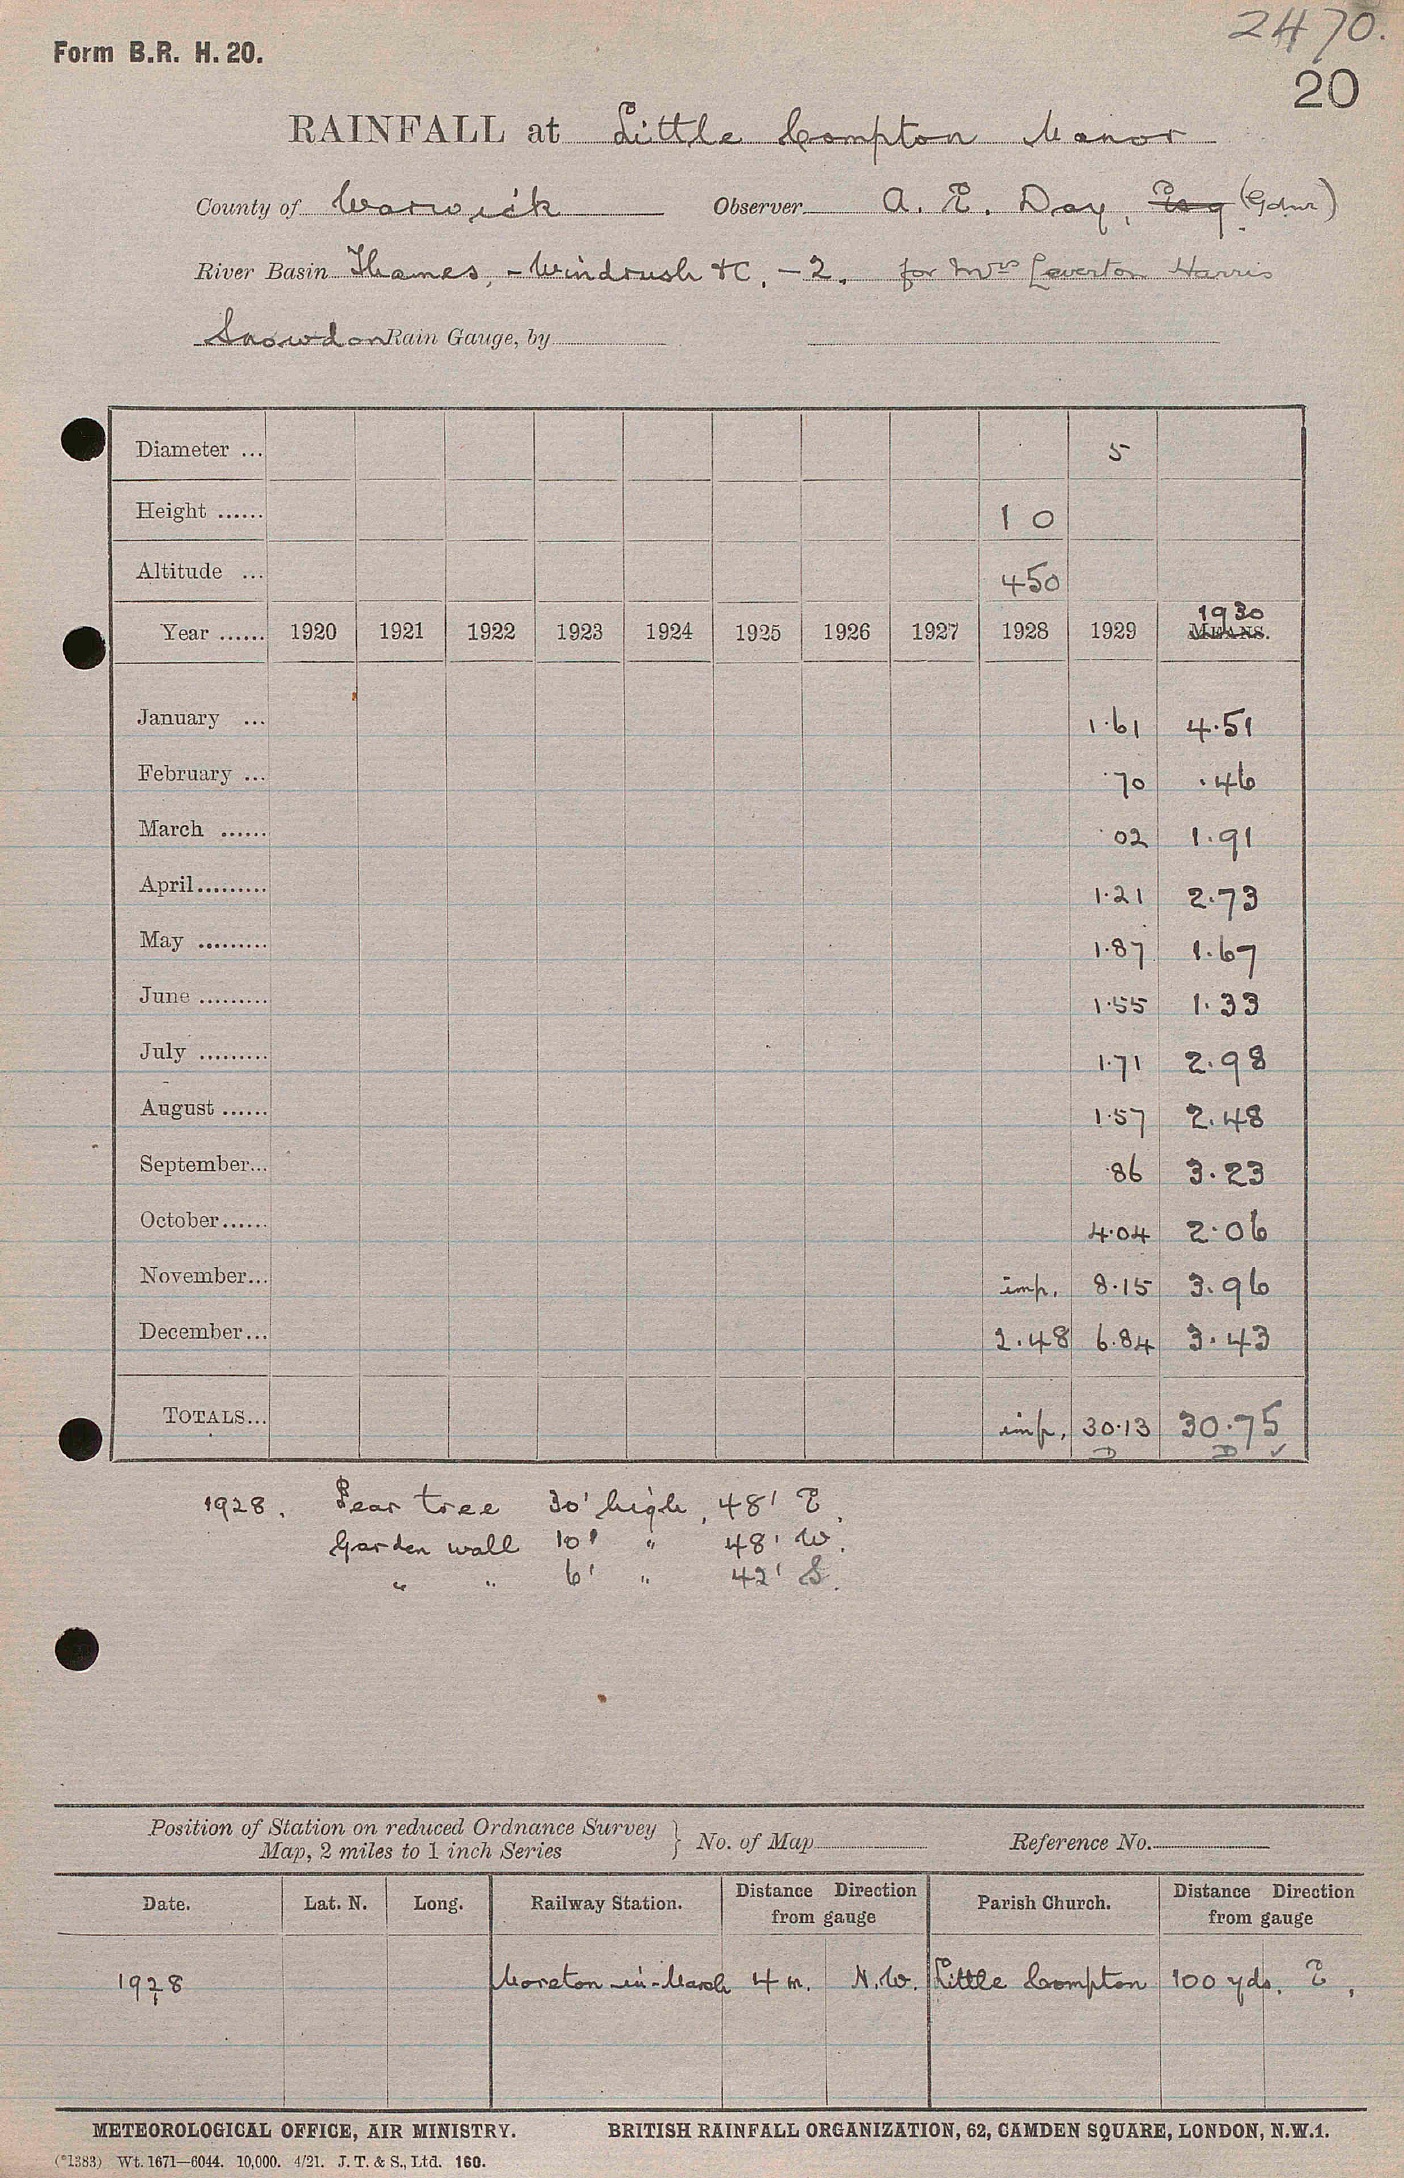 2470.
Form B.R. H. 20.
20
RAINFALL at Little Compton Manor
County of Warwick Observer A. E. Day, Esq (Gdnr)
River Basin Thames, - Windrush &c. - 2. for Mrs Leverton Harris
Snowdon Rain Gauge, by
Diameter ... 5
Height ...... 1 0
Altitude ... 450
Year ...... 1920 1921 1922 1923 1924 1925 1926 1927 1928 1929 1930 MEANS.
January ... 1.61 4.51
February ... .70 .46
March ...... .02 1.91
April......... 1.21 2.73
May ......... 1.87 1.67
June ......... 1.55 1.33
July ......... 1.71 2.98
August ...... 1.57 2.48
September... .86 3.23
October...... 4.04 2.06
November... imp. 8.15 3.96
December... 2.48 6.84 3.43
TOTALS... imp. 30.13 30.75
D D ✓
1928. Pear tree 30' high, 48' E.
Garden wall 10' " 48' W.
" " 6' " 42' S.
Position of Station on reduced Ordnance Survey
Map, 2 miles to 1 inch Series } No. of Map Reference No.
Date. Lat. N. Long. Railway Station. Distance Direction from gauge Parish Church. Distance Direction from gauge
1928 Moreton-in-Marsh 4 m. N.W. Little Compton 100 yds. E.
METEOROLOGICAL OFFICE, AIR MINISTRY. BRITISH RAINFALL ORGANIZATION, 62, CAMDEN SQUARE, LONDON, N.W.1.
(*1383) Wt. 1671—6044. 10,000. 4/21. J. T. & S., Ltd. 160.